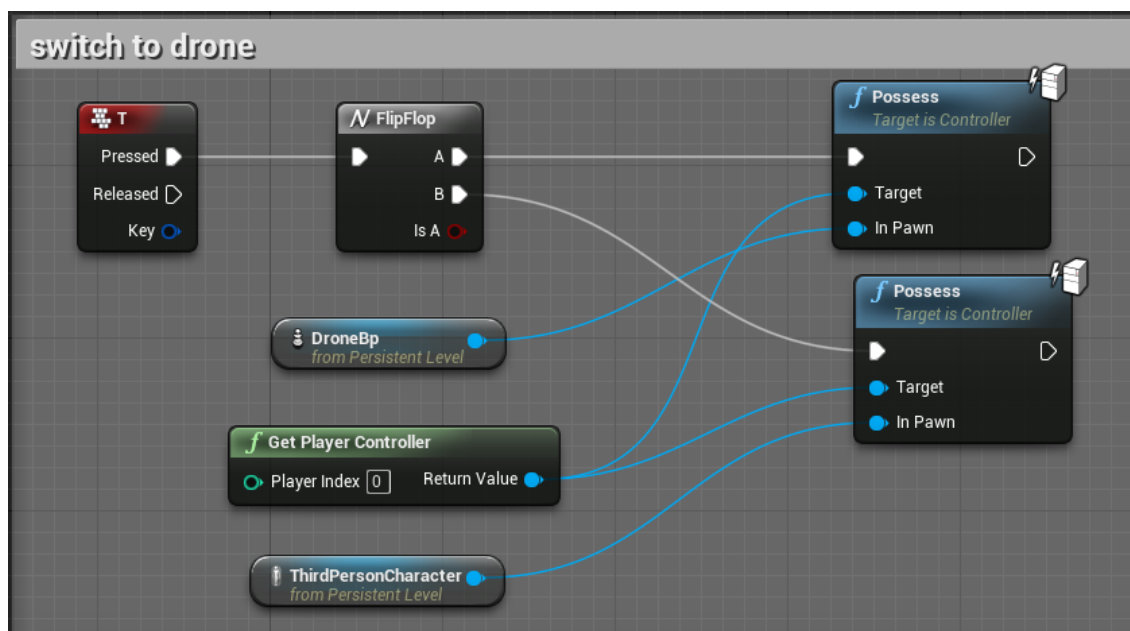 switch to drone
T
Pressed
Released
Key
FlipFlop
A
B
Is A
Possess
Target is Controller
Target
In Pawn
Possess
Target is Controller
Target
In Pawn
DroneBp
from Persistent Level
Get Player Controller
Player Index 0 Return Value
ThirdPersonCharacter
from Persistent Level